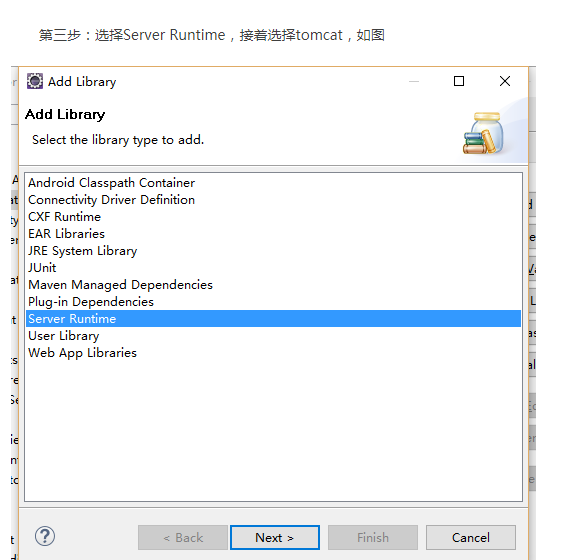 第三步：选择Server Runtime，接着选择tomcat，如图
Add Library
Add Library
Select the library type to add.
Android Classpath Container
Connectivity Driver Definition
CXF Runtime
EAR Libraries
JRE System Library
JUnit
Maven Managed Dependencies
Plug-in Dependencies
Server Runtime
User Library
Web App Libraries
?
< Back
Next >
Finish
Cancel